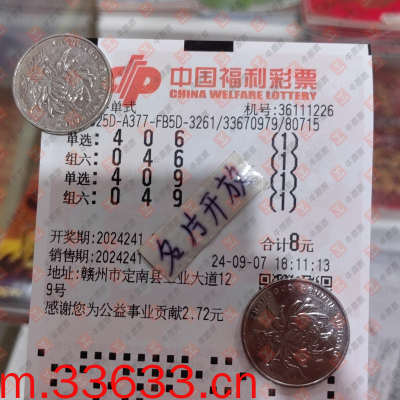 中国福利彩票
CHINA WELFARE LOTTERY
单式 机号:36111226
25D-A377-FB5D-3261/33670979/80715
单选: 4 0 6 (1)
组六: 0 4 6 (1)
单选: 4 0 9 (1)
组六: 0 4 9 (1)
名片开放
开奖期:2024241 合计8元
销售期:2024241 24-09-07 18:11:13
地址:赣州市定南县工业大道12
9号
感谢您为公益事业贡献2.72元
m.33633.cn